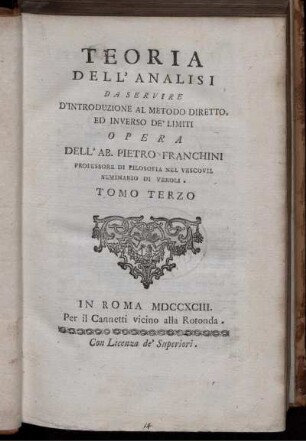 TEORIA
DELL' ANALISI
DA SERVIRE
D'INTRODUZIONE AL METODO DIRETTO,
ED INVERSO DE' LIMITI
OPERA
DELL' AB. PIETRO FRANCHINI
PROFESSORE DI FILOSOFIA NEL VESCOVIL
SEMINARIO DI VEROLI.
TOMO TERZO
IN ROMA MDCCXCIII.
Per il Cannetti vicino alla Rotonda.
Con Licenza de' Superiori.